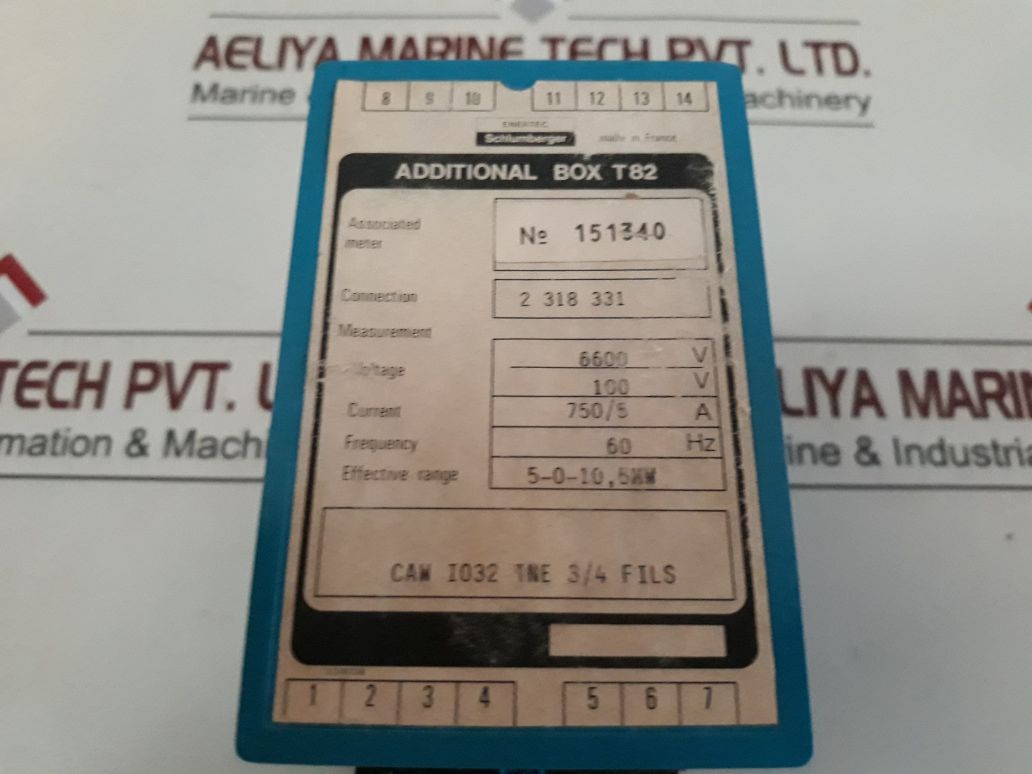 AELIYA MARINE TECH PVT. LTD.
Marine achinery
8 9 10 11 12 13 14
ENERTEC
Schlumberger made in France
ADDITIONAL BOX T82
Associated
meter
№ 151340
Connection 2 318 331
Measurement
- Voltage 6600 V
100 V
TECH PVT. L
LIYA MARIN
Current 750/5 A
Frequency 60 Hz
mation & Machi
ine & Industria
Effective range 5-0-10,5MW
CAW I032 TNE 3/4 FILS
1 2 3 4 5 6 7